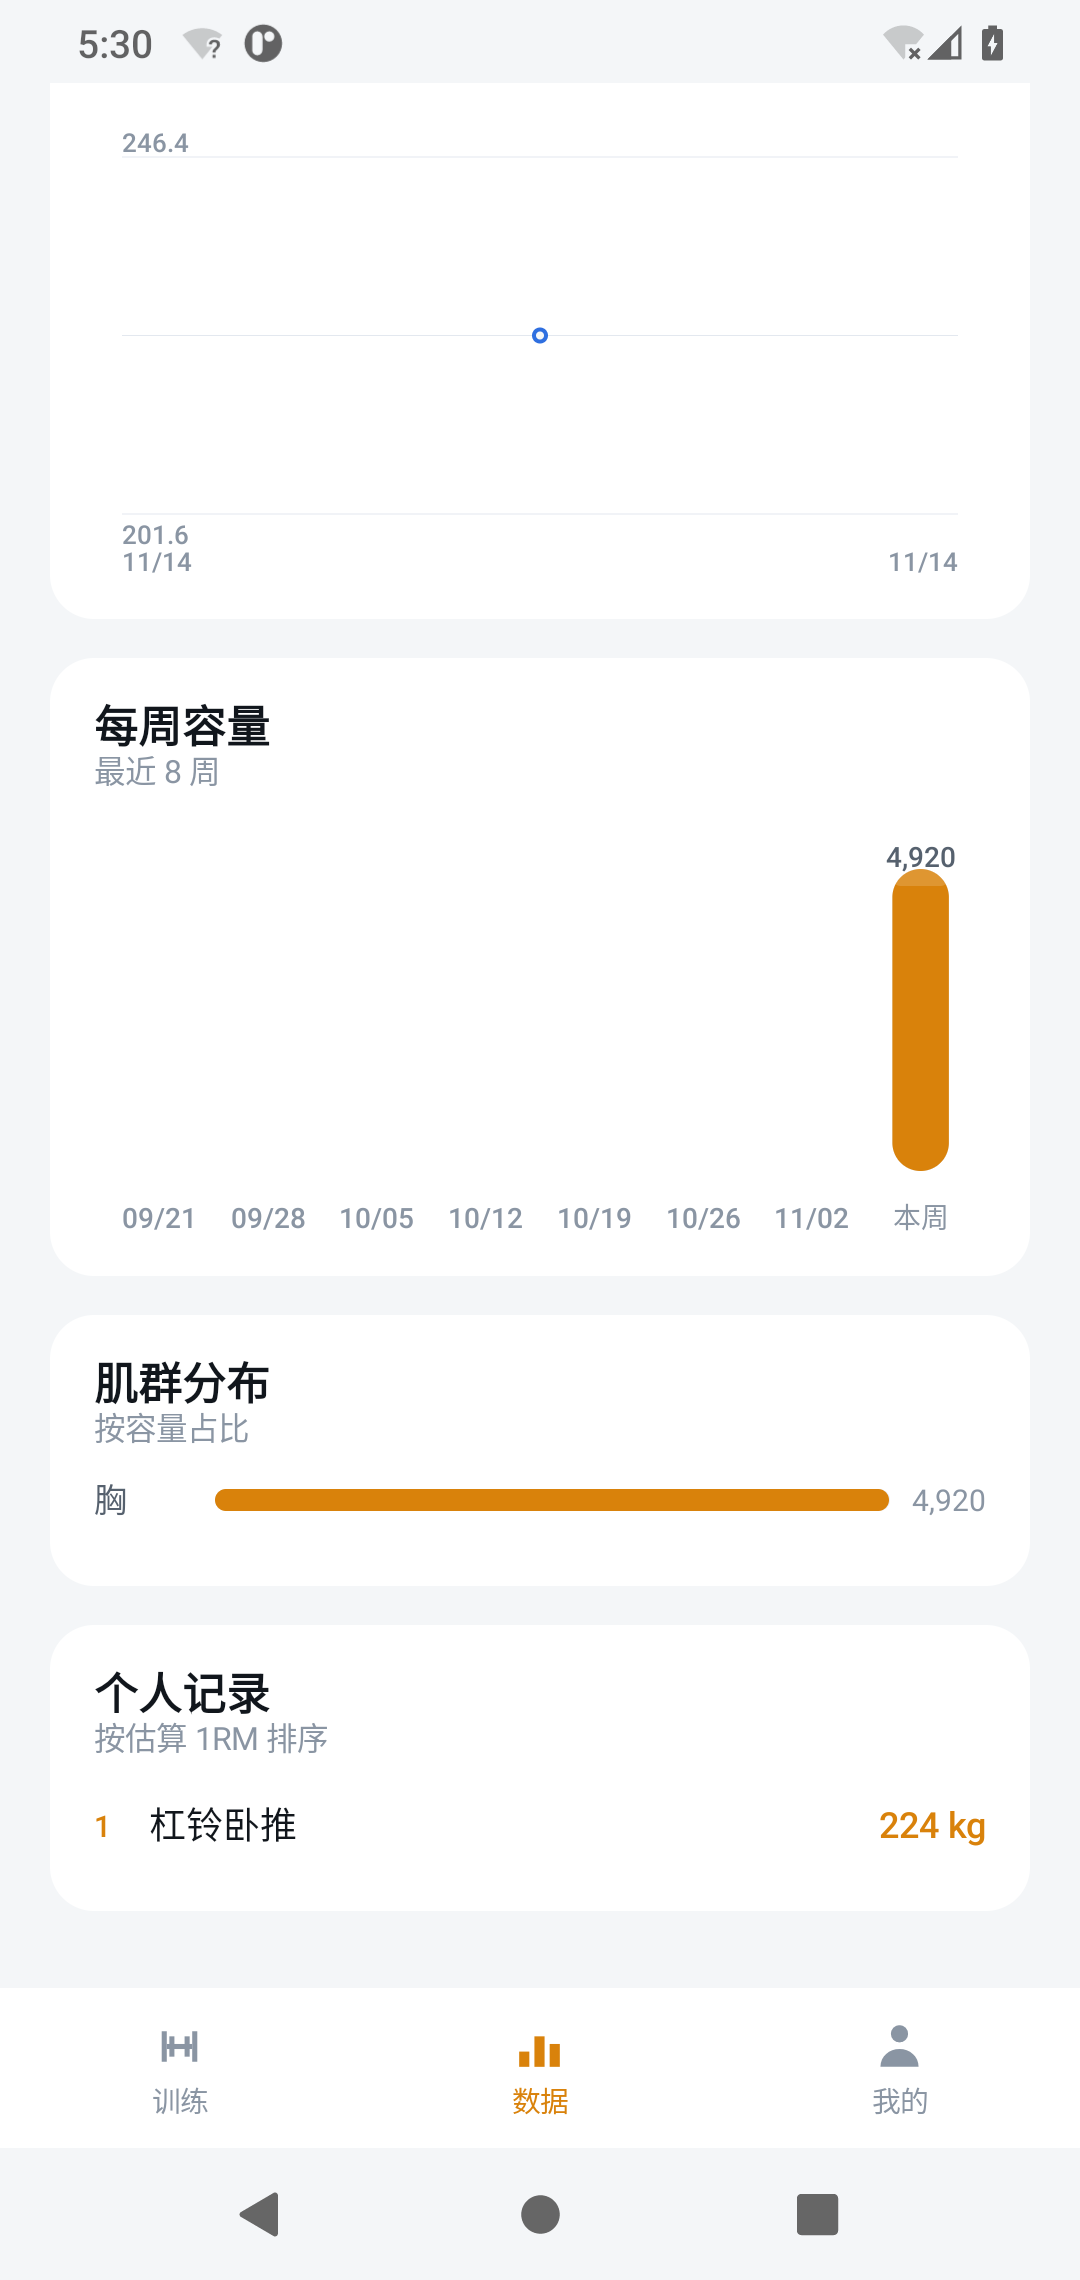 5:30
246.4
201.6
11/14 11/14
每周容量
最近 8 周
4,920
09/21 09/28 10/05 10/12 10/19 10/26 11/02 本周
肌群分布
按容量占比
胸 4,920
个人记录
按估算 1RM 排序
1 杠铃卧推 224 kg
训练 数据 我的